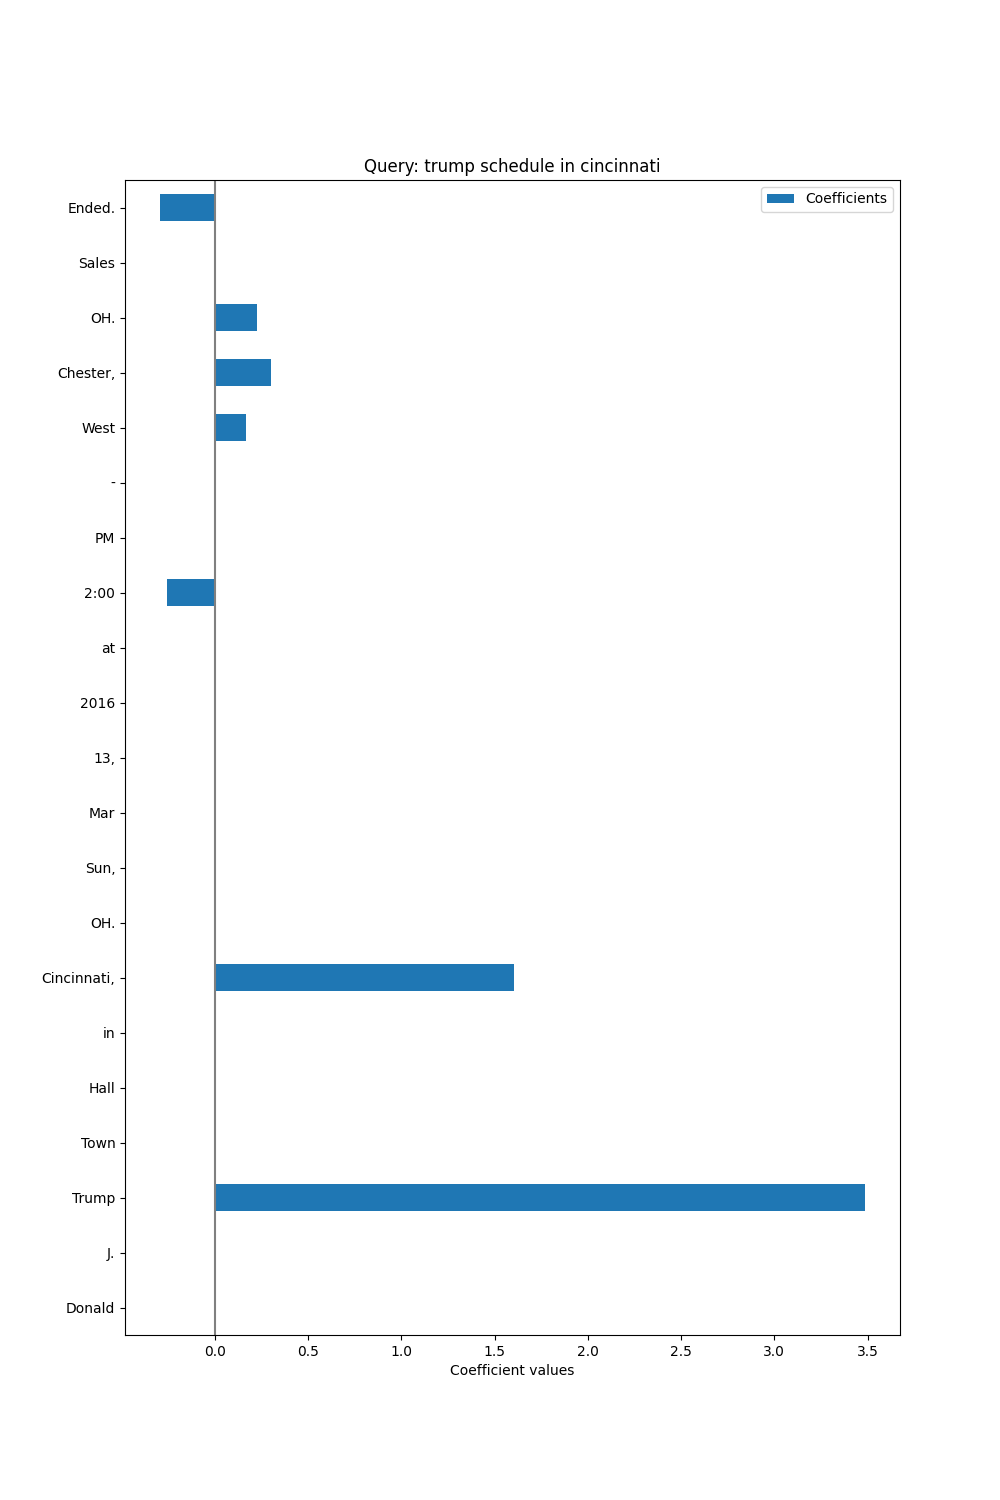 Query: trump schedule in cincinnati
Coefficients
Ended.
Sales
OH.
Chester,
West
-
PM
2:00
at
2016
13,
Mar
Sun,
OH.
Cincinnati,
in
Hall
Town
Trump
J.
Donald
0.0 0.5 1.0 1.5 2.0 2.5 3.0 3.5
Coefficient values